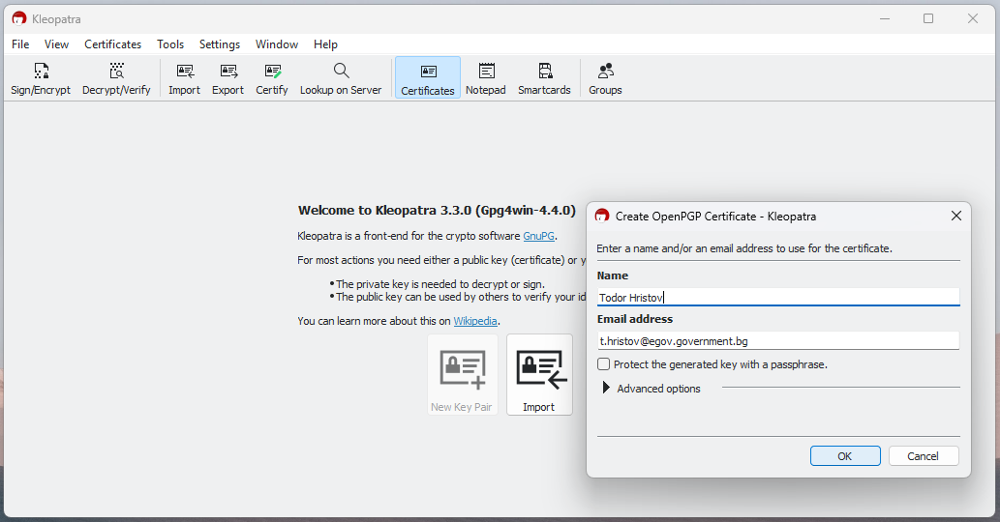 Kleopatra
File View Certificates Tools Settings Window Help
Sign/Encrypt Decrypt/Verify Import Export Certify Lookup on Server Certificates Notepad Smartcards Groups
Welcome to Kleopatra 3.3.0 (Gpg4win-4.4.0)
Kleopatra is a front-end for the crypto software GnuPG.
For most actions you need either a public key (certificate) or
•The private key is needed to decrypt or sign.
•The public key can be used by others to verify your
You can learn more about this on Wikipedia.
New Key Pair Import
Create OpenPGP Certificate - Kleopatra
Enter a name and/or an email address to use for the certificate.
Name
Todor Hristov
Email address
t.hristov@egov.government.bg
Protect the generated key with a passphrase.
Advanced options
OK Cancel